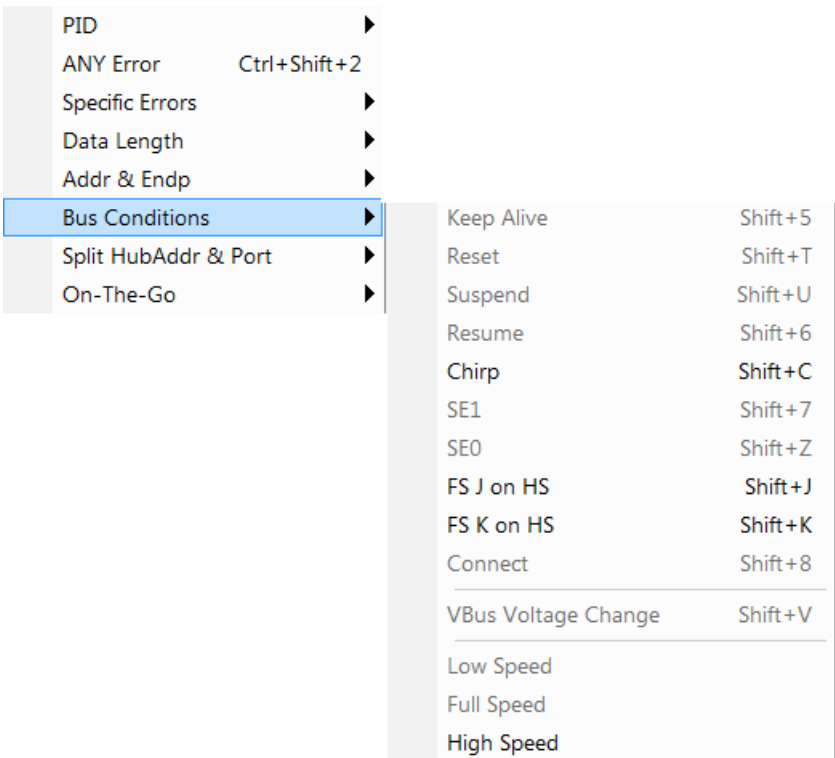 PID
ANY Error Ctrl+Shift+2
Specific Errors
Data Length
Addr & Endp
Bus Conditions
Split HubAddr & Port
On-The-Go
Keep Alive Shift+5
Reset Shift+T
Suspend Shift+U
Resume Shift+6
Chirp Shift+C
SE1 Shift+7
SE0 Shift+Z
FS J on HS Shift+J
FS K on HS Shift+K
Connect Shift+8
VBus Voltage Change Shift+V
Low Speed
Full Speed
High Speed